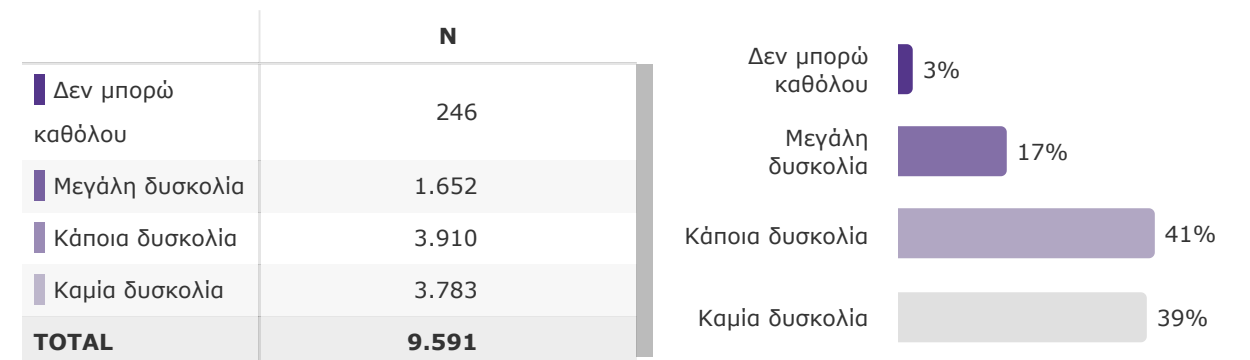 N
Δεν μπορώ
καθόλου
246
Μεγάλη δυσκολία 1.652
Κάποια δυσκολία 3.910
Καμία δυσκολία 3.783
TOTAL 9.591
Δεν μπορώ
καθόλου
3%
Μεγάλη
δυσκολία
17%
Κάποια δυσκολία 41%
Καμία δυσκολία 39%